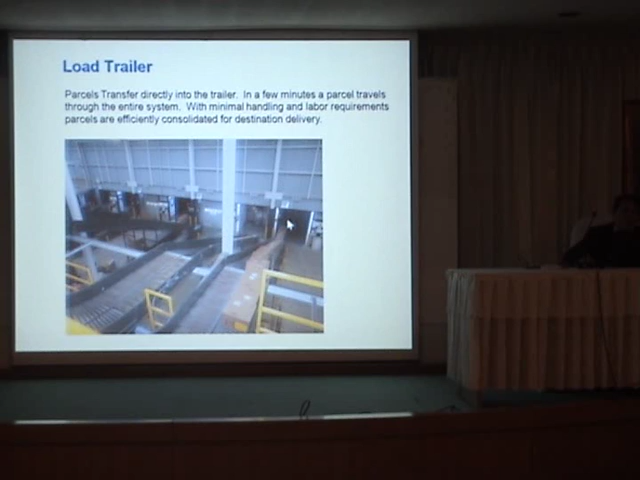 Load Trailer
Parcels Transfer directly into the trailer. In a few minutes a parcel travels
through the entire system. With minimal handling and labor requirements
parcels are efficiently consolidated for destination delivery.